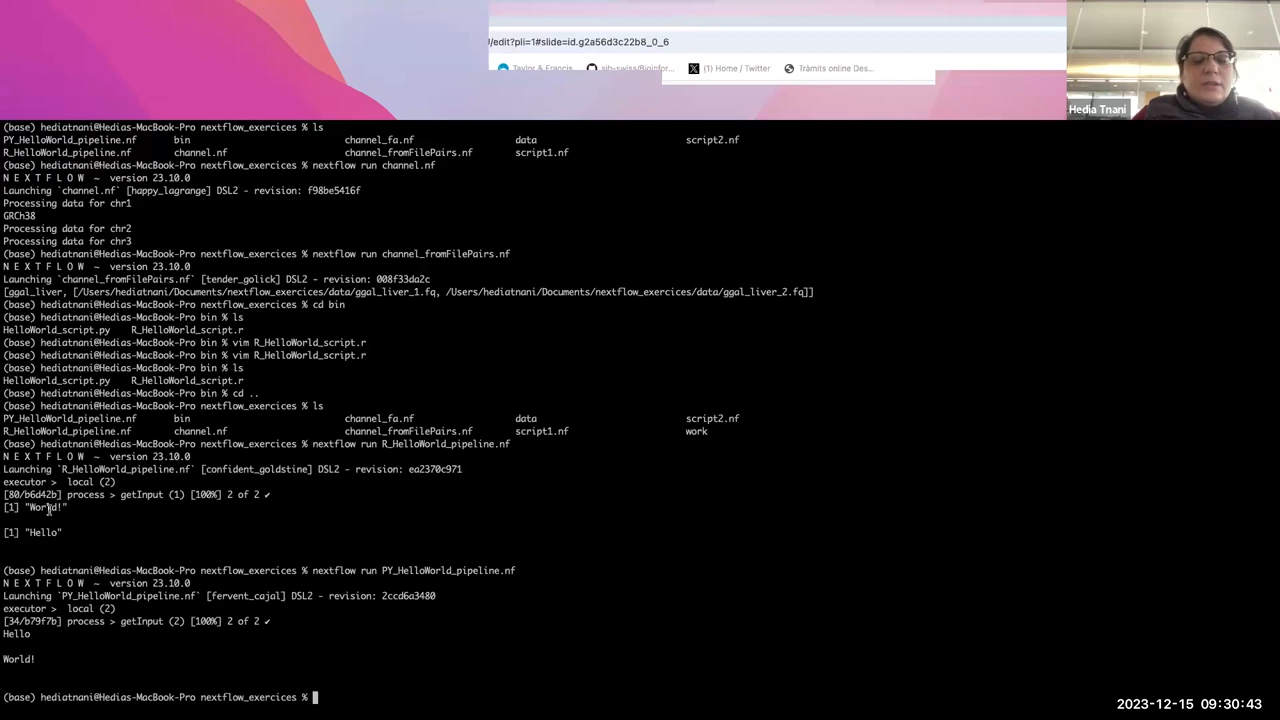 /edit?pli=1#slide=id.g2a56d3c22b8_0_6
Taylor & Francis
sib-swiss/Bioinfor...
(1) Home / Twitter
Tràmits online Des...
Hedia Tnani
(base) hediatnani@Hedias-MacBook-Pro nextflow_exercices % ls
PY_HelloWorld_pipeline.nf bin channel_fa.nf data script2.nf
R_HelloWorld_pipeline.nf channel.nf channel_fromFilePairs.nf script1.nf
(base) hediatnani@Hedias-MacBook-Pro nextflow_exercices % nextflow run channel.nf
N E X T F L O W ~ version 23.10.0
Launching `channel.nf` [happy_lagrange] DSL2 - revision: f98be5416f
Processing data for chr1
GRCh38
Processing data for chr2
Processing data for chr3
(base) hediatnani@Hedias-MacBook-Pro nextflow_exercices % nextflow run channel_fromFilePairs.nf
N E X T F L O W ~ version 23.10.0
Launching `channel_fromFilePairs.nf` [tender_golick] DSL2 - revision: 008f33da2c
[ggal_liver, [/Users/hediatnani/Documents/nextflow_exercices/data/ggal_liver_1.fq, /Users/hediatnani/Documents/nextflow_exercices/data/ggal_liver_2.fq]]
(base) hediatnani@Hedias-MacBook-Pro nextflow_exercices % cd bin
(base) hediatnani@Hedias-MacBook-Pro bin % ls
HelloWorld_script.py R_HelloWorld_script.r
(base) hediatnani@Hedias-MacBook-Pro bin % vim R_HelloWorld_script.r
(base) hediatnani@Hedias-MacBook-Pro bin % vim R_HelloWorld_script.r
(base) hediatnani@Hedias-MacBook-Pro bin % ls
HelloWorld_script.py R_HelloWorld_script.r
(base) hediatnani@Hedias-MacBook-Pro bin % cd ..
(base) hediatnani@Hedias-MacBook-Pro nextflow_exercices % ls
PY_HelloWorld_pipeline.nf bin channel_fa.nf data script2.nf
R_HelloWorld_pipeline.nf channel.nf channel_fromFilePairs.nf script1.nf work
(base) hediatnani@Hedias-MacBook-Pro nextflow_exercices % nextflow run R_HelloWorld_pipeline.nf
N E X T F L O W ~ version 23.10.0
Launching `R_HelloWorld_pipeline.nf` [confident_goldstine] DSL2 - revision: ea2370c971
executor > local (2)
[80/b6d42b] process > getInput (1) [100%] 2 of 2 ✔
[1] "World!"
[1] "Hello"
(base) hediatnani@Hedias-MacBook-Pro nextflow_exercices % nextflow run PY_HelloWorld_pipeline.nf
N E X T F L O W ~ version 23.10.0
Launching `PY_HelloWorld_pipeline.nf` [fervent_cajal] DSL2 - revision: 2ccd6a3480
executor > local (2)
[34/b79f7b] process > getInput (2) [100%] 2 of 2 ✔
Hello
World!
(base) hediatnani@Hedias-MacBook-Pro nextflow_exercices %
2023-12-15 09:30:43